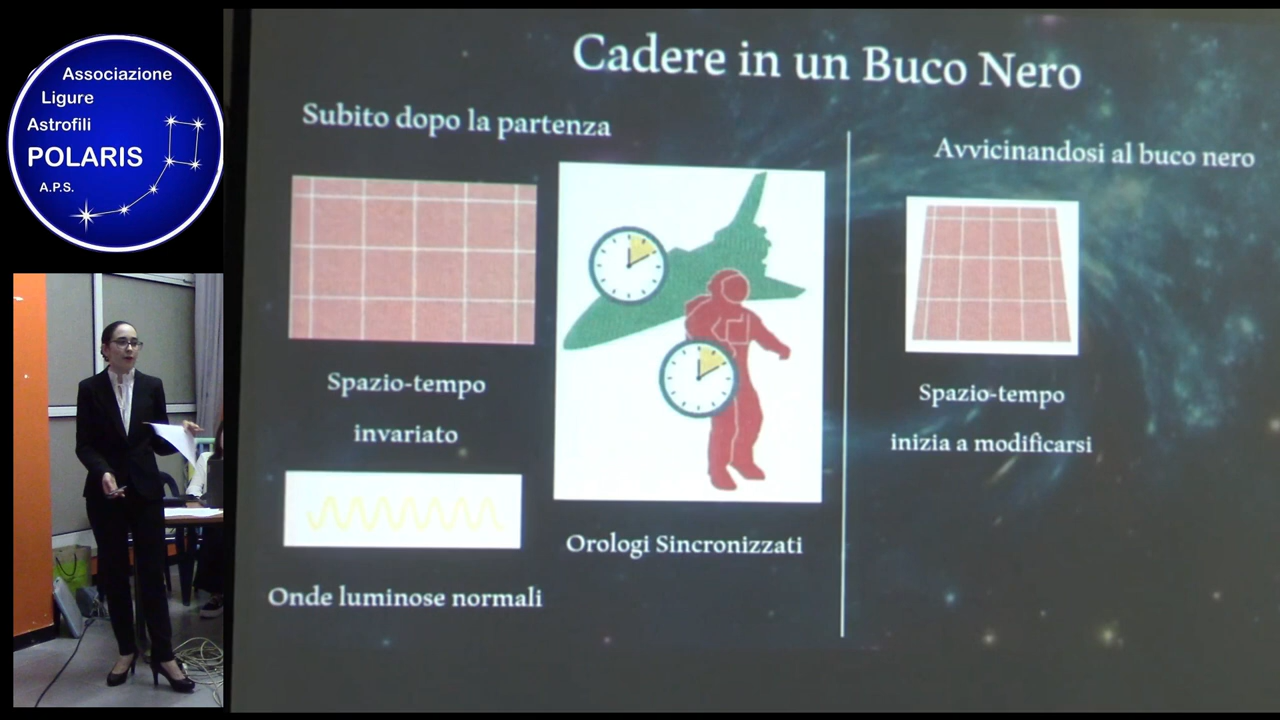 Associazione
Ligure
Astrofili
POLARIS
A.P.S.
Cadere in un Buco Nero
Subito dopo la partenza
Spazio-tempo
invariato
Onde luminose normali
Orologi Sincronizzati
Avvicinandosi al buco nero
Spazio-tempo
inizia a modificarsi